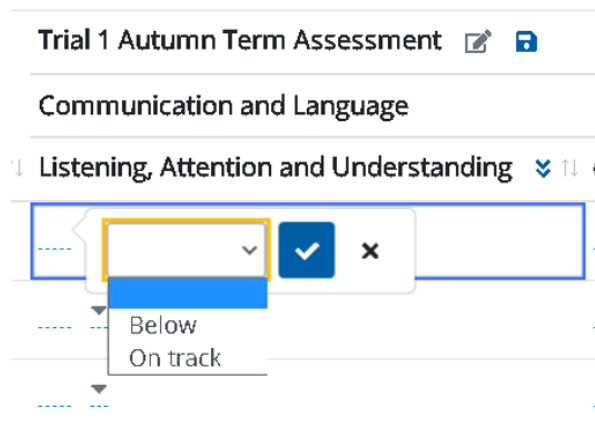 Trial 1 Autumn Term Assessment
Communication and Language
Listening, Attention and Understanding
Below
On track